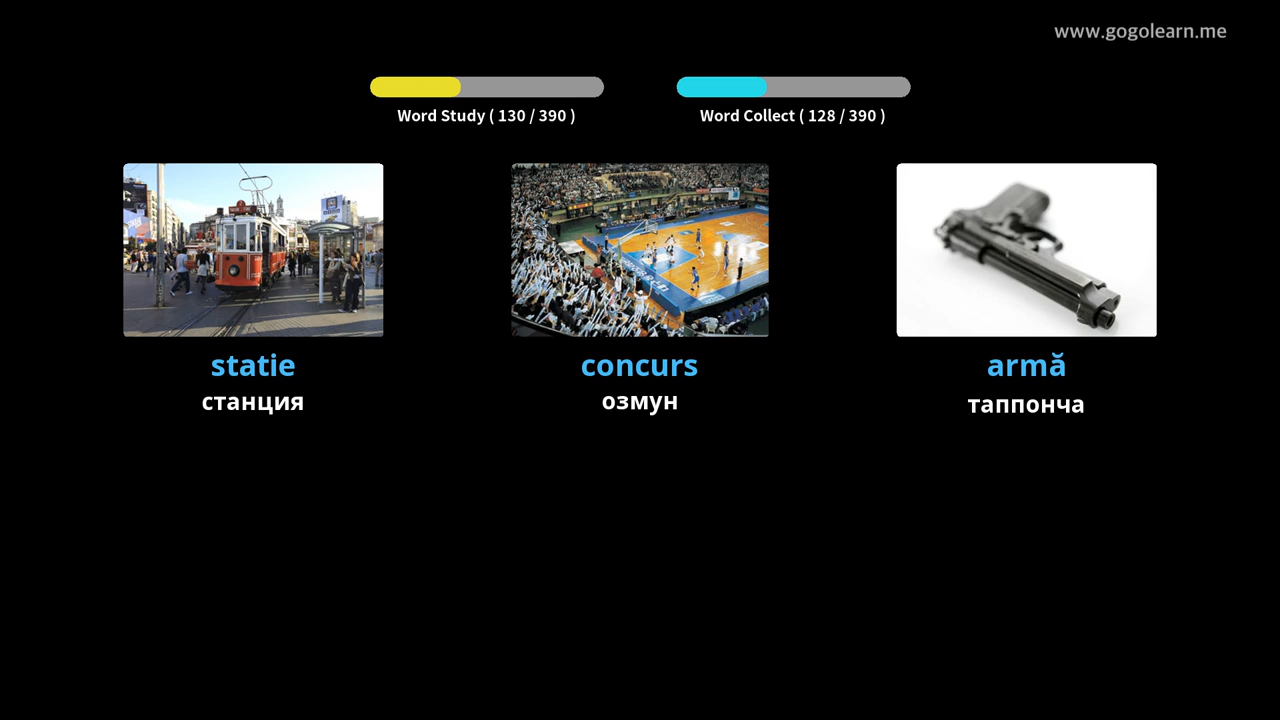 www.gogolearn.me
Word Study ( 130 / 390 )
Word Collect ( 128 / 390 )
statie
concurs
armă
станция
озмун
таппонча